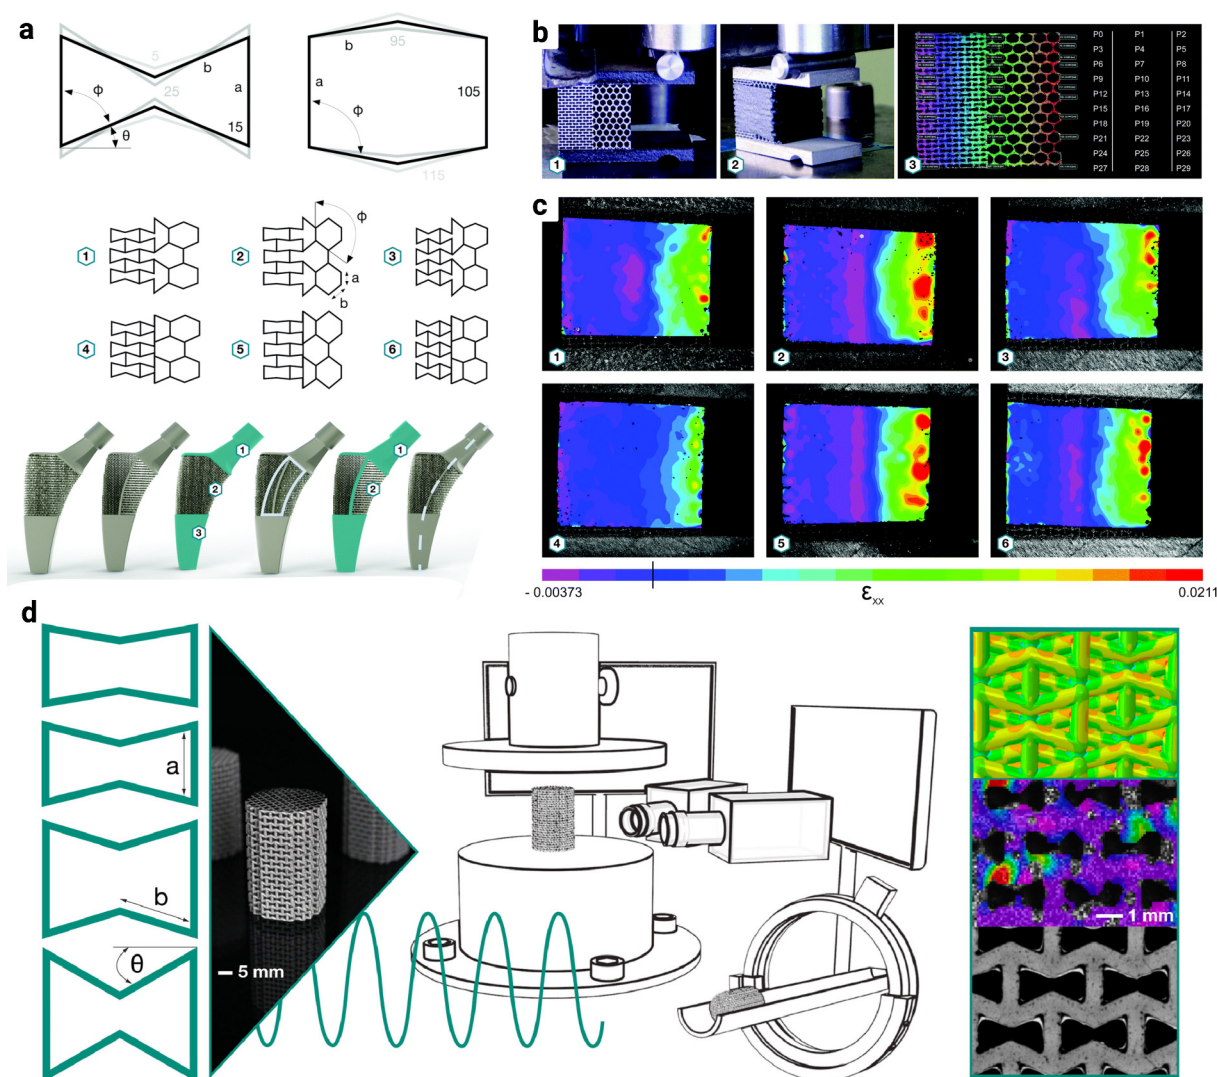 a
5
b
a
25
ϕ
15
θ
b
95
a
105
ϕ
115
1
2
3
ϕ
a
b
4
5
6
1
2
3
1
2
b
1
2
3
P0 P1 P2
P3 P4 P5
P6 P7 P8
P9 P10 P11
P12 P13 P14
P15 P16 P17
P18 P19 P20
P21 P22 P23
P24 P25 P26
P27 P28 P29
c
1
2
3
4
5
6
- 0.00373
εxx
0.0211
d
a
b
θ
5 mm
1 mm